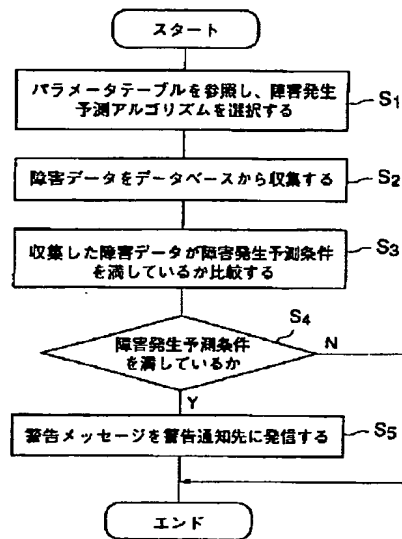 スタート
パラメータテーブルを参照し、障害発生
予測アルゴリズムを選択する
S1
障害データをデータベースから収集する
S2
収集した障害データが障害発生予測条件
を満しているか比較する
S3
S4
障害発生予測条件
を満しているか
N
Y
警告メッセージを警告通知先に発信する
S5
エンド